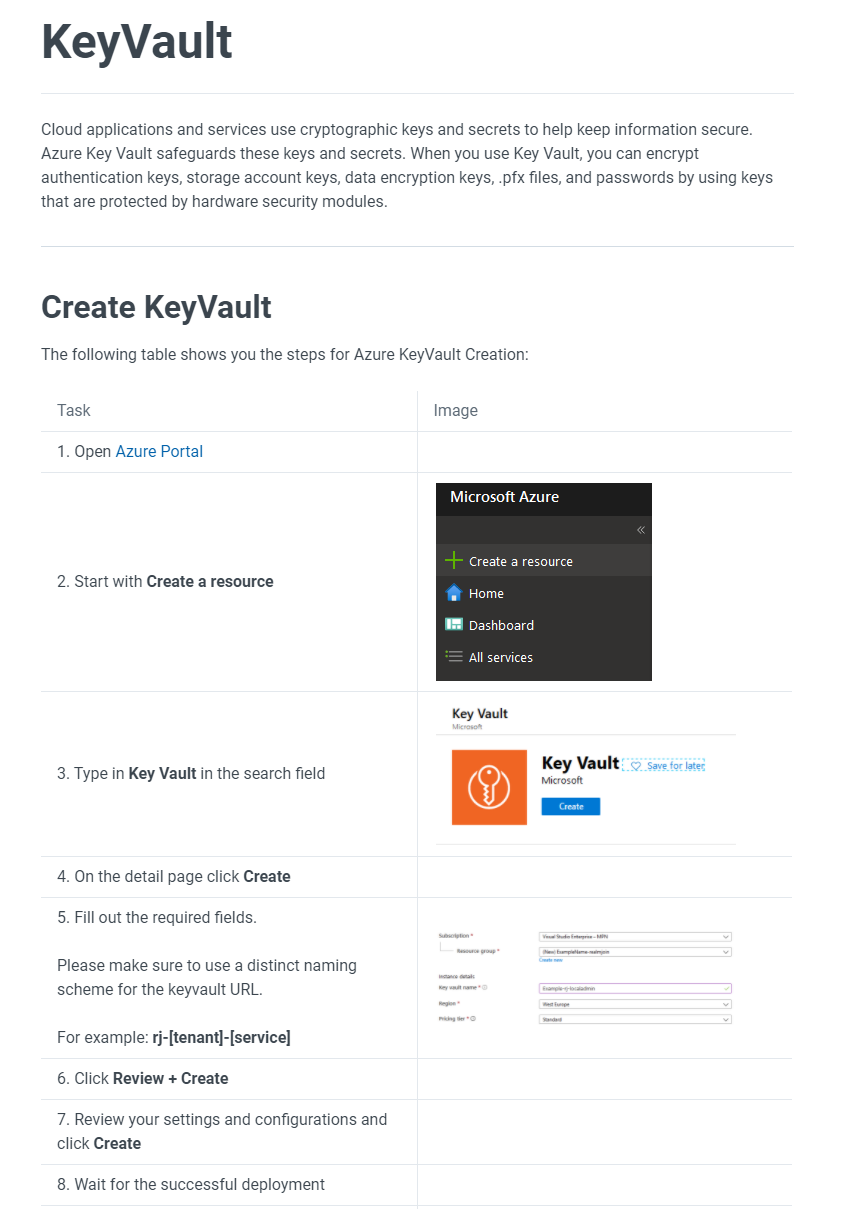 KeyVault
Cloud applications and services use cryptographic keys and secrets to help keep information secure.
Azure Key Vault safeguards these keys and secrets. When you use Key Vault, you can encrypt
authentication keys, storage account keys, data encryption keys, .pfx files, and passwords by using keys
that are protected by hardware security modules.
Create KeyVault
The following table shows you the steps for Azure KeyVault Creation:
Task
Image
1. Open Azure Portal
2. Start with Create a resource
Microsoft Azure
«
Create a resource
Home
Dashboard
All services
3. Type in Key Vault in the search field
Key Vault
Microsoft
Key Vault
Save for later
Microsoft
Create
4. On the detail page click Create
5. Fill out the required fields.
Please make sure to use a distinct naming
scheme for the keyvault URL.
For example: rj-[tenant]-[service]
Subscription * Visual Studio Enterprise – MPN
Resource group * (New) ExampleName-realmjoin
Create new
Instance details
Key vault name * Example-rj-localadmin
Region * West Europe
Pricing tier * Standard
6. Click Review + Create
7. Review your settings and configurations and
click Create
8. Wait for the successful deployment